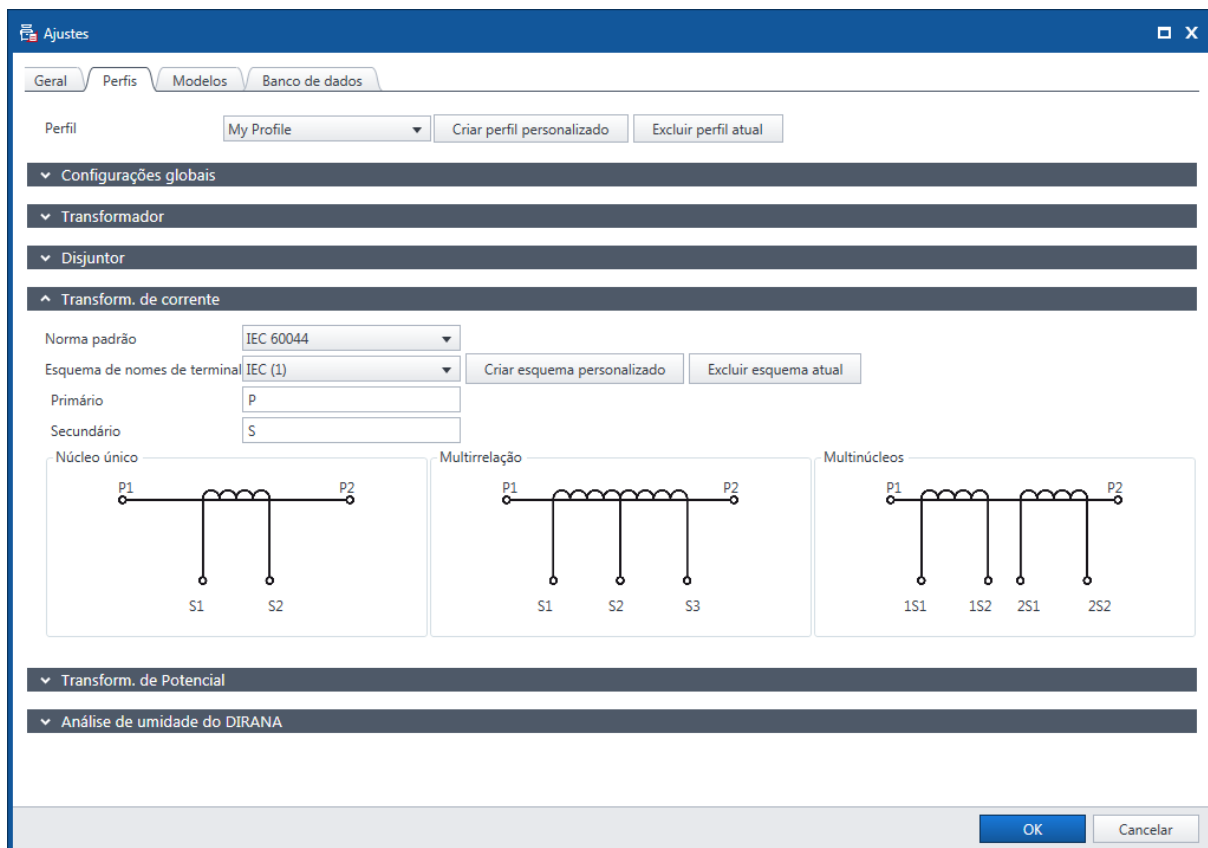 Ajustes
Geral Perfis Modelos Banco de dados
Perfil My Profile Criar perfil personalizado Excluir perfil atual
Configurações globais
Transformador
Disjuntor
Transform. de corrente
Norma padrão IEC 60044
Esquema de nomes de terminal IEC (1) Criar esquema personalizado Excluir esquema atual
Primário P
Secundário S
Núcleo único Multirrelação Multinúcleos
P1 P2 P1 P2 P1 P2
S1 S2 S1 S2 S3 1S1 1S2 2S1 2S2
Transform. de Potencial
Análise de umidade do DIRANA
OK Cancelar